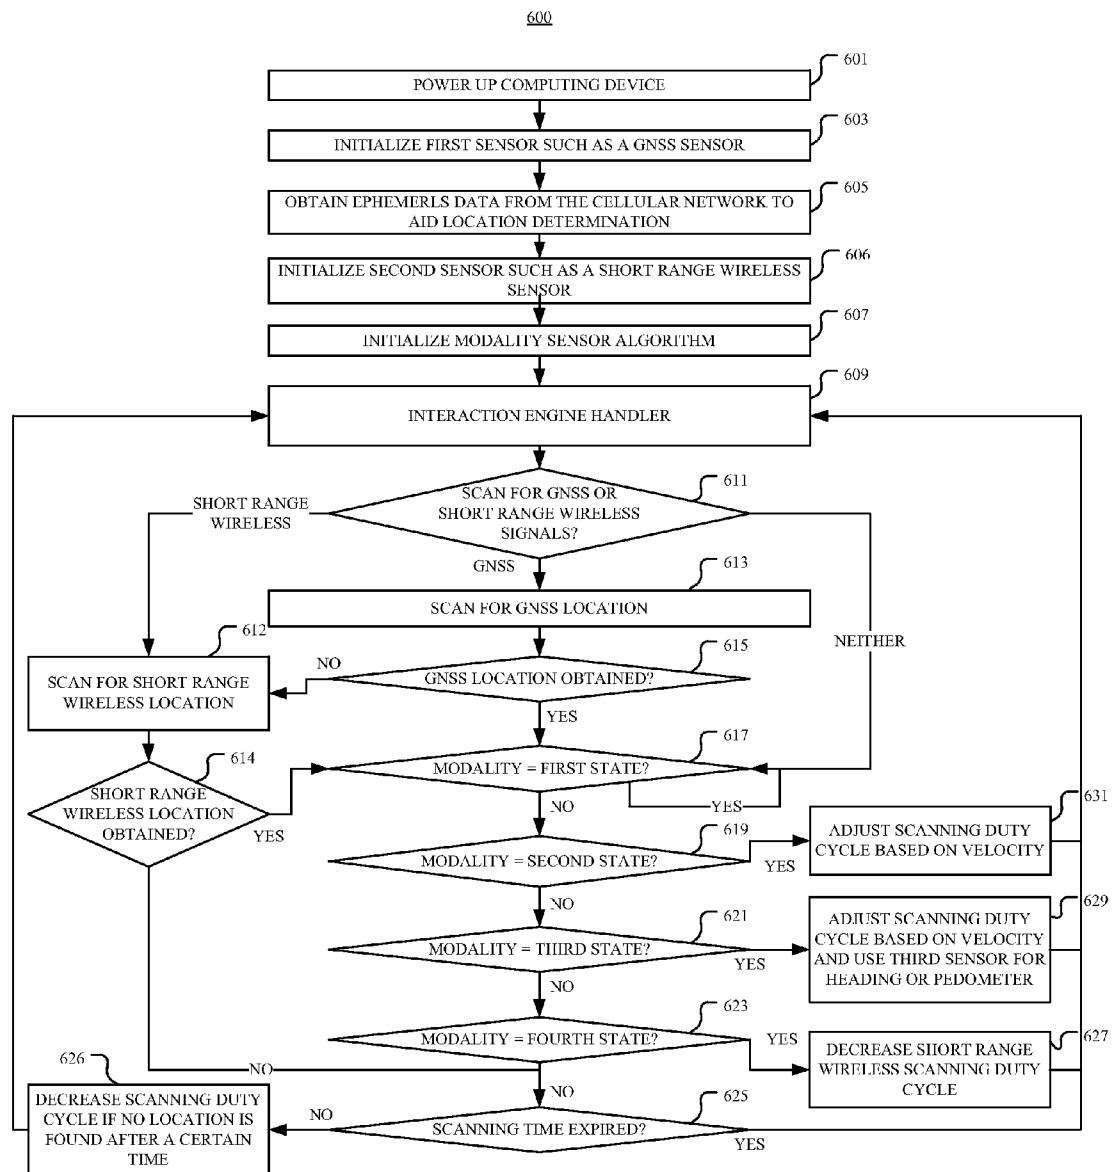 600
601
POWER UP COMPUTING DEVICE
603
INITIALIZE FIRST SENSOR SUCH AS A GNSS SENSOR
605
OBTAIN EPHEMERLS DATA FROM THE CELLULAR NETWORK TO
AID LOCATION DETERMINATION
606
INITIALIZE SECOND SENSOR SUCH AS A SHORT RANGE WIRELESS
SENSOR
607
INITIALIZE MODALITY SENSOR ALGORITHM
609
INTERACTION ENGINE HANDLER
611
SCAN FOR GNSS OR
SHORT RANGE WIRELESS
SIGNALS?
SHORT RANGE
WIRELESS
GNSS
NEITHER
613
SCAN FOR GNSS LOCATION
612
SCAN FOR SHORT RANGE
WIRELESS LOCATION
615
GNSS LOCATION OBTAINED?
NO
YES
614
SHORT RANGE
WIRELESS LOCATION
OBTAINED?
YES
617
MODALITY = FIRST STATE?
YES
NO
619
MODALITY = SECOND STATE?
YES
631
ADJUST SCANNING DUTY
CYCLE BASED ON VELOCITY
NO
621
MODALITY = THIRD STATE?
YES
629
ADJUST SCANNING DUTY
CYCLE BASED ON VELOCITY
AND USE THIRD SENSOR FOR
HEADING OR PEDOMETER
NO
623
MODALITY = FOURTH STATE?
YES
627
DECREASE SHORT RANGE
WIRELESS SCANNING DUTY
CYCLE
NO
NO
625
SCANNING TIME EXPIRED?
YES
NO
626
DECREASE SCANNING DUTY
CYCLE IF NO LOCATION IS
FOUND AFTER A CERTAIN
TIME